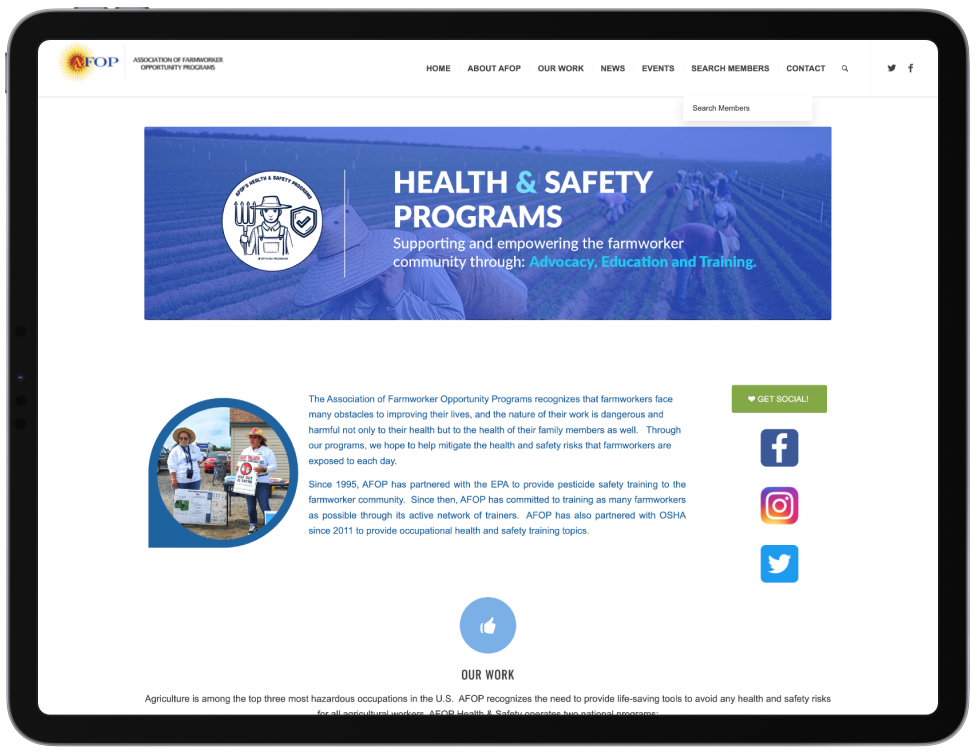 AFOP
ASSOCIATION OF FARMWORKER
OPPORTUNITY PROGRAMS
HOME ABOUT AFOP OUR WORK NEWS EVENTS SEARCH MEMBERS CONTACT
Search Members
AFOP'S HEALTH & SAFETY PROGRAMS
HEALTH & SAFETY
PROGRAMS
Supporting and empowering the farmworker
community through: Advocacy, Education and Training.
The Association of Farmworker Opportunity Programs recognizes that farmworkers face
many obstacles to improving their lives, and the nature of their work is dangerous and
harmful not only to their health but to the health of their family members as well. Through
our programs, we hope to help mitigate the health and safety risks that farmworkers are
exposed to each day.
Since 1995, AFOP has partnered with the EPA to provide pesticide safety training to the
farmworker community. Since then, AFOP has committed to training as many farmworkers
as possible through its active network of trainers. AFOP has also partnered with OSHA
since 2011 to provide occupational health and safety training topics.
GET SOCIAL!
OUR WORK
Agriculture is among the top three most hazardous occupations in the U.S. AFOP recognizes the need to provide life-saving tools to avoid any health and safety risks
for all agricultural workers. AFOP Health & Safety operates two national programs: